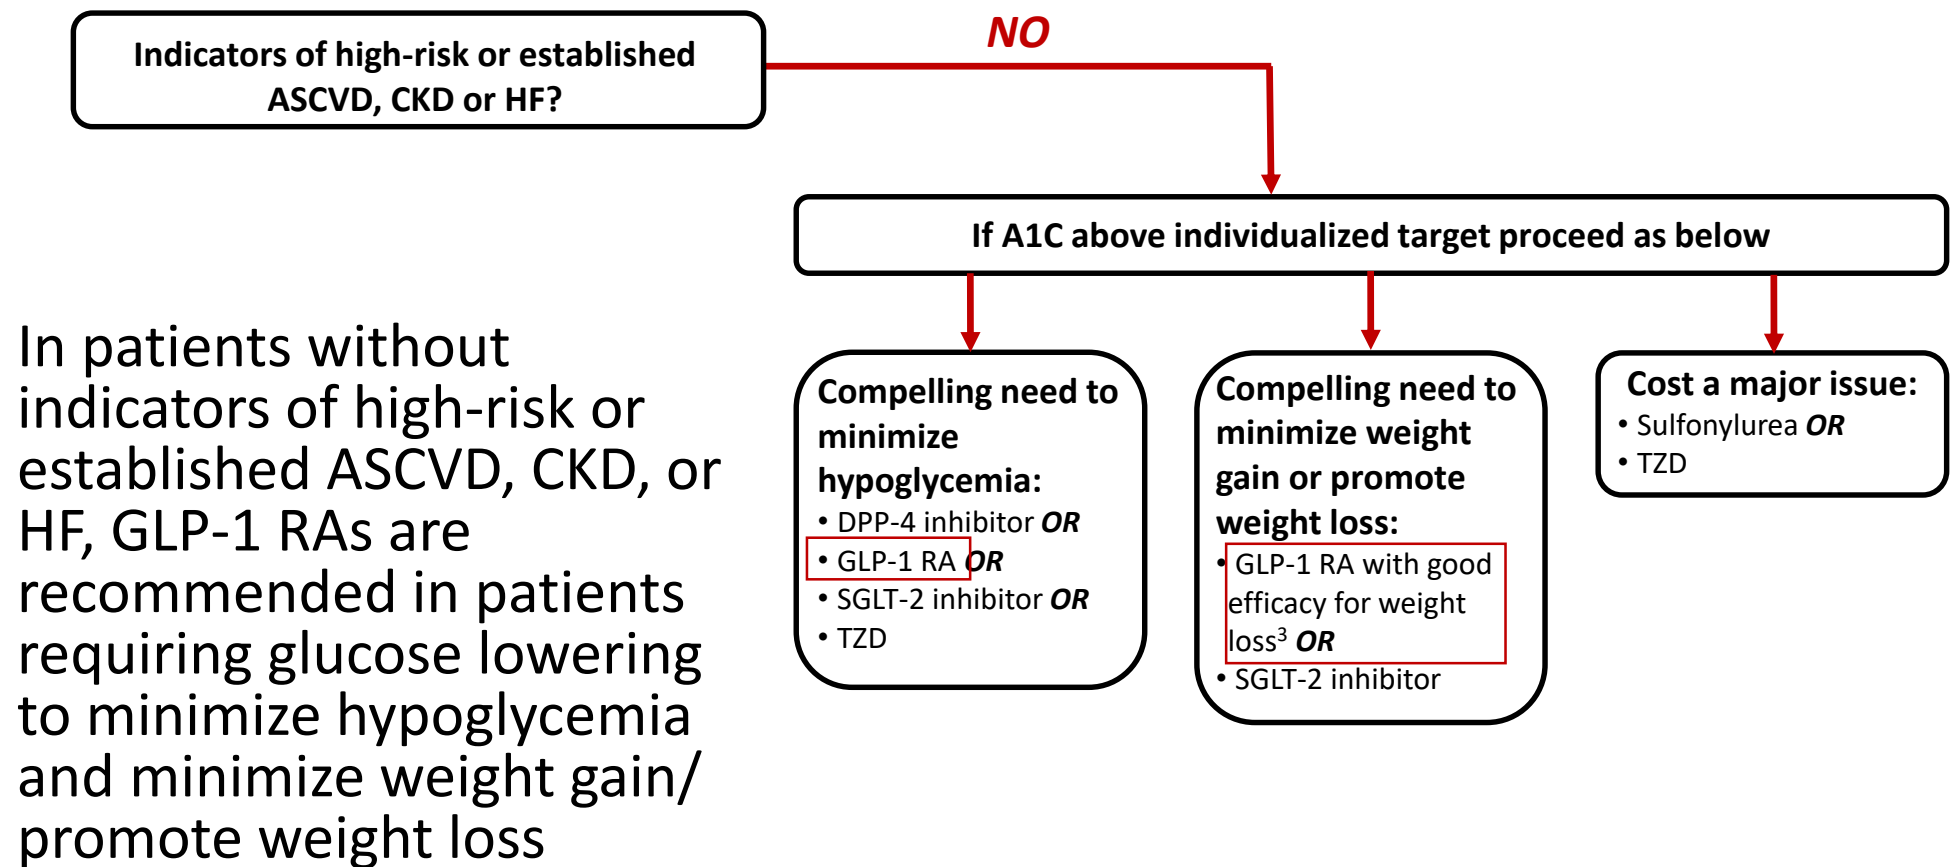 Indicators of high-risk or established
ASCVD, CKD or HF?
NO
If A1C above individualized target proceed as below
In patients without
indicators of high-risk or
established ASCVD, CKD, or
HF, GLP-1 RAs are
recommended in patients
requiring glucose lowering
to minimize hypoglycemia
and minimize weight gain/
promote weight loss
Compelling need to
minimize
hypoglycemia:
• DPP-4 inhibitor OR
• GLP-1 RA OR
• SGLT-2 inhibitor OR
• TZD
Compelling need to
minimize weight
gain or promote
weight loss:
• GLP-1 RA with good
efficacy for weight
loss³ OR
• SGLT-2 inhibitor
Cost a major issue:
• Sulfonylurea OR
• TZD